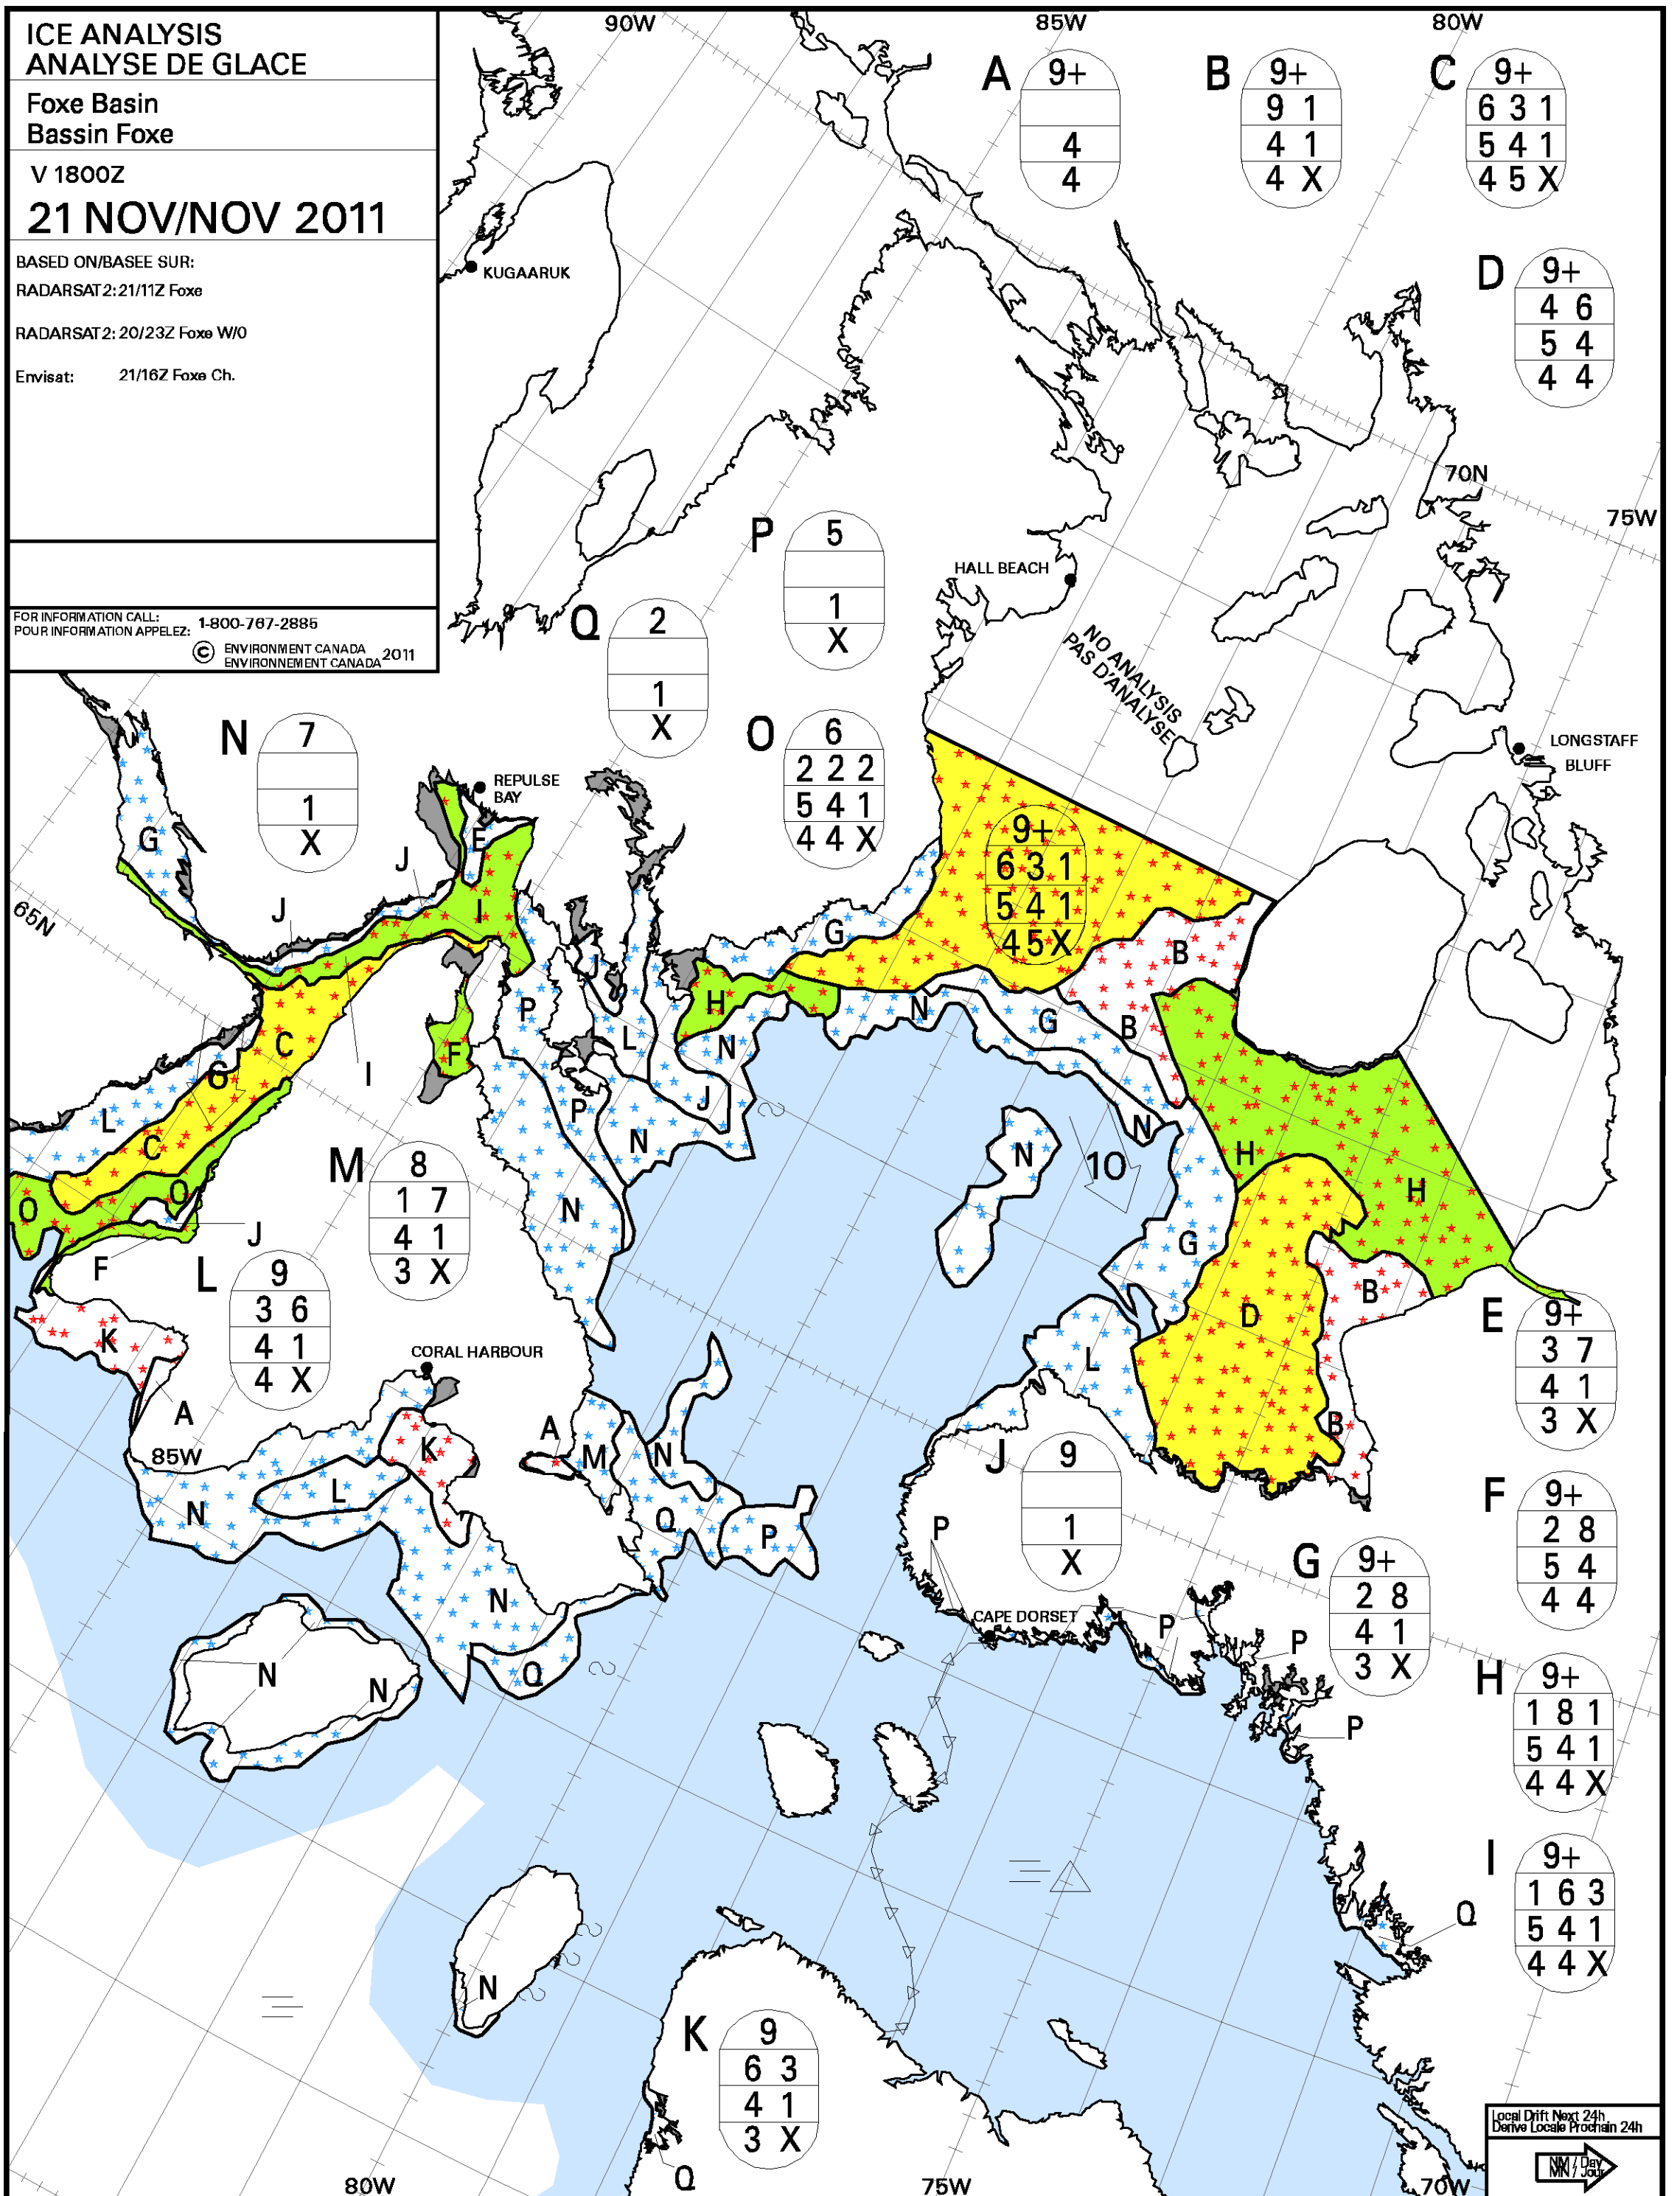 ICE ANALYSIS
ANALYSE DE GLACE
Foxe Basin
Bassin Foxe
V 1800Z
21 NOV/NOV 2011
BASED ON/BASEE SUR:
RADARSAT2: 21/11Z Foxe
RADARSAT2: 20/23Z Foxe W/O
Envisat: 21/16Z Foxe Ch.
FOR INFORMATION CALL:
POUR INFORMATION APPELEZ: 1-800-767-2885
© ENVIRONMENT CANADA
ENVIRONNEMENT CANADA 2011
90W
85W
80W
A
9+
4
4
B
9+
9 1
4 1
4 X
C
9+
6 3 1
5 4 1
4 5 X
D
9+
4 6
5 4
4 4
KUGAARUK
70N
75W
P
5
1
X
HALL BEACH
Q
2
1
X
NO ANALYSIS
PAS D'ANALYSE
N
7
1
X
O
6
2 2 2
5 4 1
4 4 X
LONGSTAFF
BLUFF
REPULSE
BAY
G
E
J
J
I
65N
9+
6 3 1
5 4 1
4 5 X
G
B
J
P
H
N
N
G
B
L
C
F
I
6
J
P
N
N
L
C
H
10
N
H
O
O
M
8
1 7
4 1
3 X
N
G
J
F
L
9
3 6
4 1
4 X
D
B
E
9+
3 7
4 1
3 X
K
CORAL HARBOUR
L
A
85W
A
K
M
N
B
J
9
1
X
L
N
Q
P
P
F
9+
2 8
5 4
4 4
G
9+
2 8
4 1
3 X
N
CAPE DORSET
P
P
N
N
Q
P
H
9+
1 8 1
5 4 1
4 4 X
I
9+
1 6 3
5 4 1
4 4 X
Q
N
K
9
6 3
4 1
3 X
Q
80W
75W
70W
Local Drift Next 24h
Derive Locale Prochain 24h
NM / Day
MN / Jour